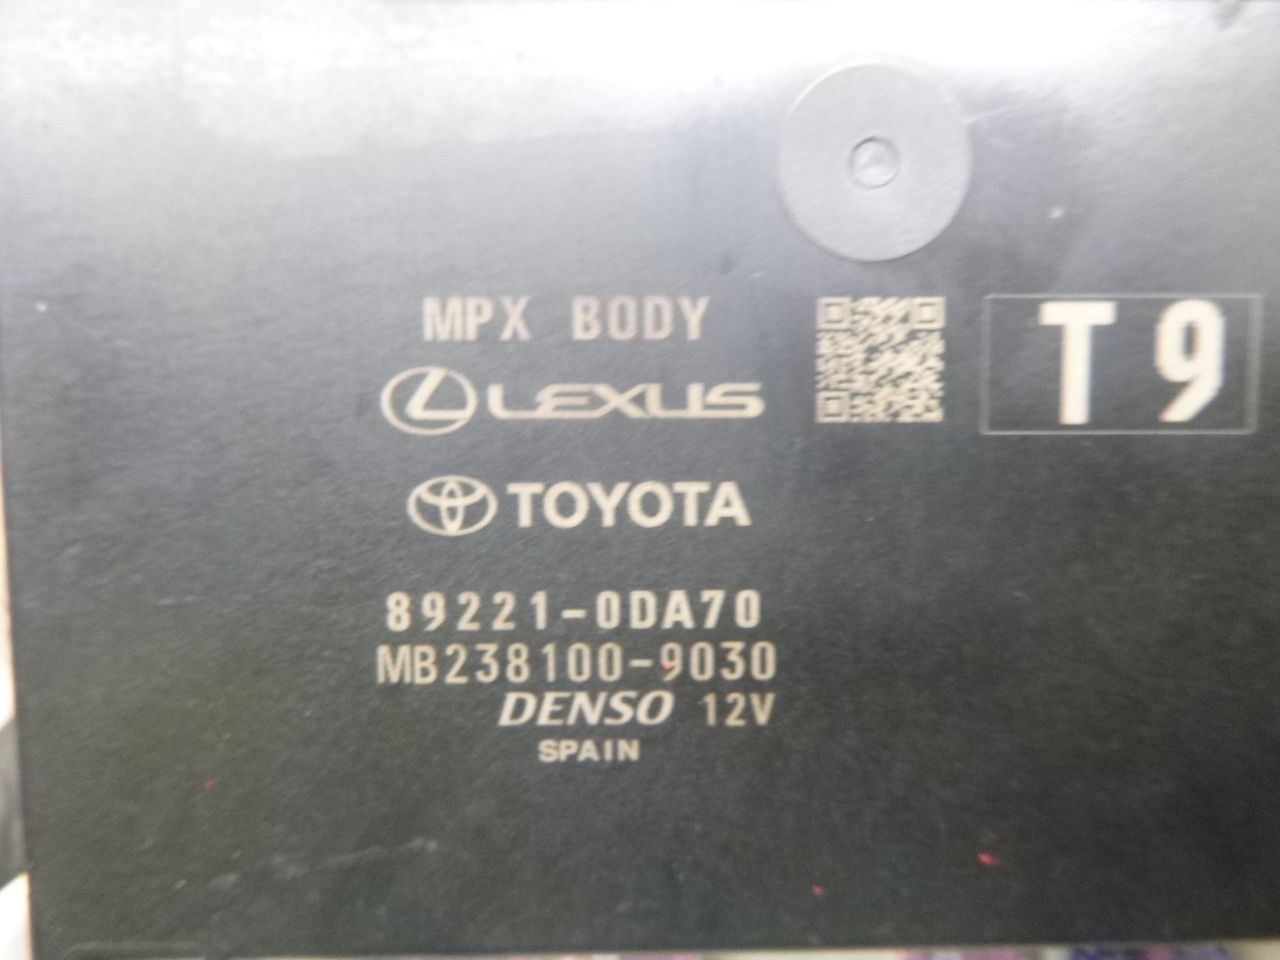 MPX BODY
LEXUS
T9
TOYOTA
89221-0DA70
MB238100-9030
DENSO 12V
SPAIN